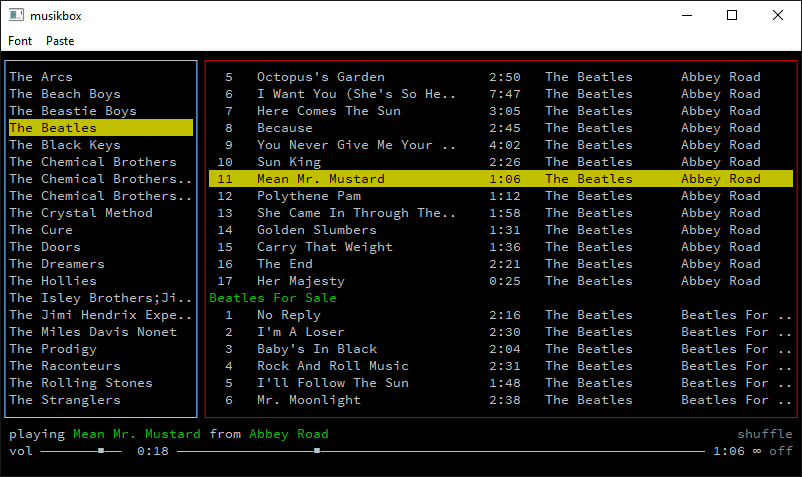 musikbox
Font Paste
The Arcs
The Beach Boys
The Beastie Boys
The Beatles
The Black Keys
The Chemical Brothers
The Chemical Brothers..
The Chemical Brothers..
The Crystal Method
The Cure
The Doors
The Dreamers
The Hollies
The Isley Brothers;Ji..
The Jimi Hendrix Expe..
The Miles Davis Nonet
The Prodigy
The Raconteurs
The Rolling Stones
The Stranglers
5 Octopus's Garden 2:50 The Beatles Abbey Road
6 I Want You (She's So He.. 7:47 The Beatles Abbey Road
7 Here Comes The Sun 3:05 The Beatles Abbey Road
8 Because 2:45 The Beatles Abbey Road
9 You Never Give Me Your .. 4:02 The Beatles Abbey Road
10 Sun King 2:26 The Beatles Abbey Road
11 Mean Mr. Mustard 1:06 The Beatles Abbey Road
12 Polythene Pam 1:12 The Beatles Abbey Road
13 She Came In Through The.. 1:58 The Beatles Abbey Road
14 Golden Slumbers 1:31 The Beatles Abbey Road
15 Carry That Weight 1:36 The Beatles Abbey Road
16 The End 2:21 The Beatles Abbey Road
17 Her Majesty 0:25 The Beatles Abbey Road
Beatles For Sale
1 No Reply 2:16 The Beatles Beatles For ..
2 I'm A Loser 2:30 The Beatles Beatles For ..
3 Baby's In Black 2:04 The Beatles Beatles For ..
4 Rock And Roll Music 2:31 The Beatles Beatles For ..
5 I'll Follow The Sun 1:48 The Beatles Beatles For ..
6 Mr. Moonlight 2:38 The Beatles Beatles For ..
playing Mean Mr. Mustard from Abbey Road shuffle
vol 0:18 1:06 ∞ off